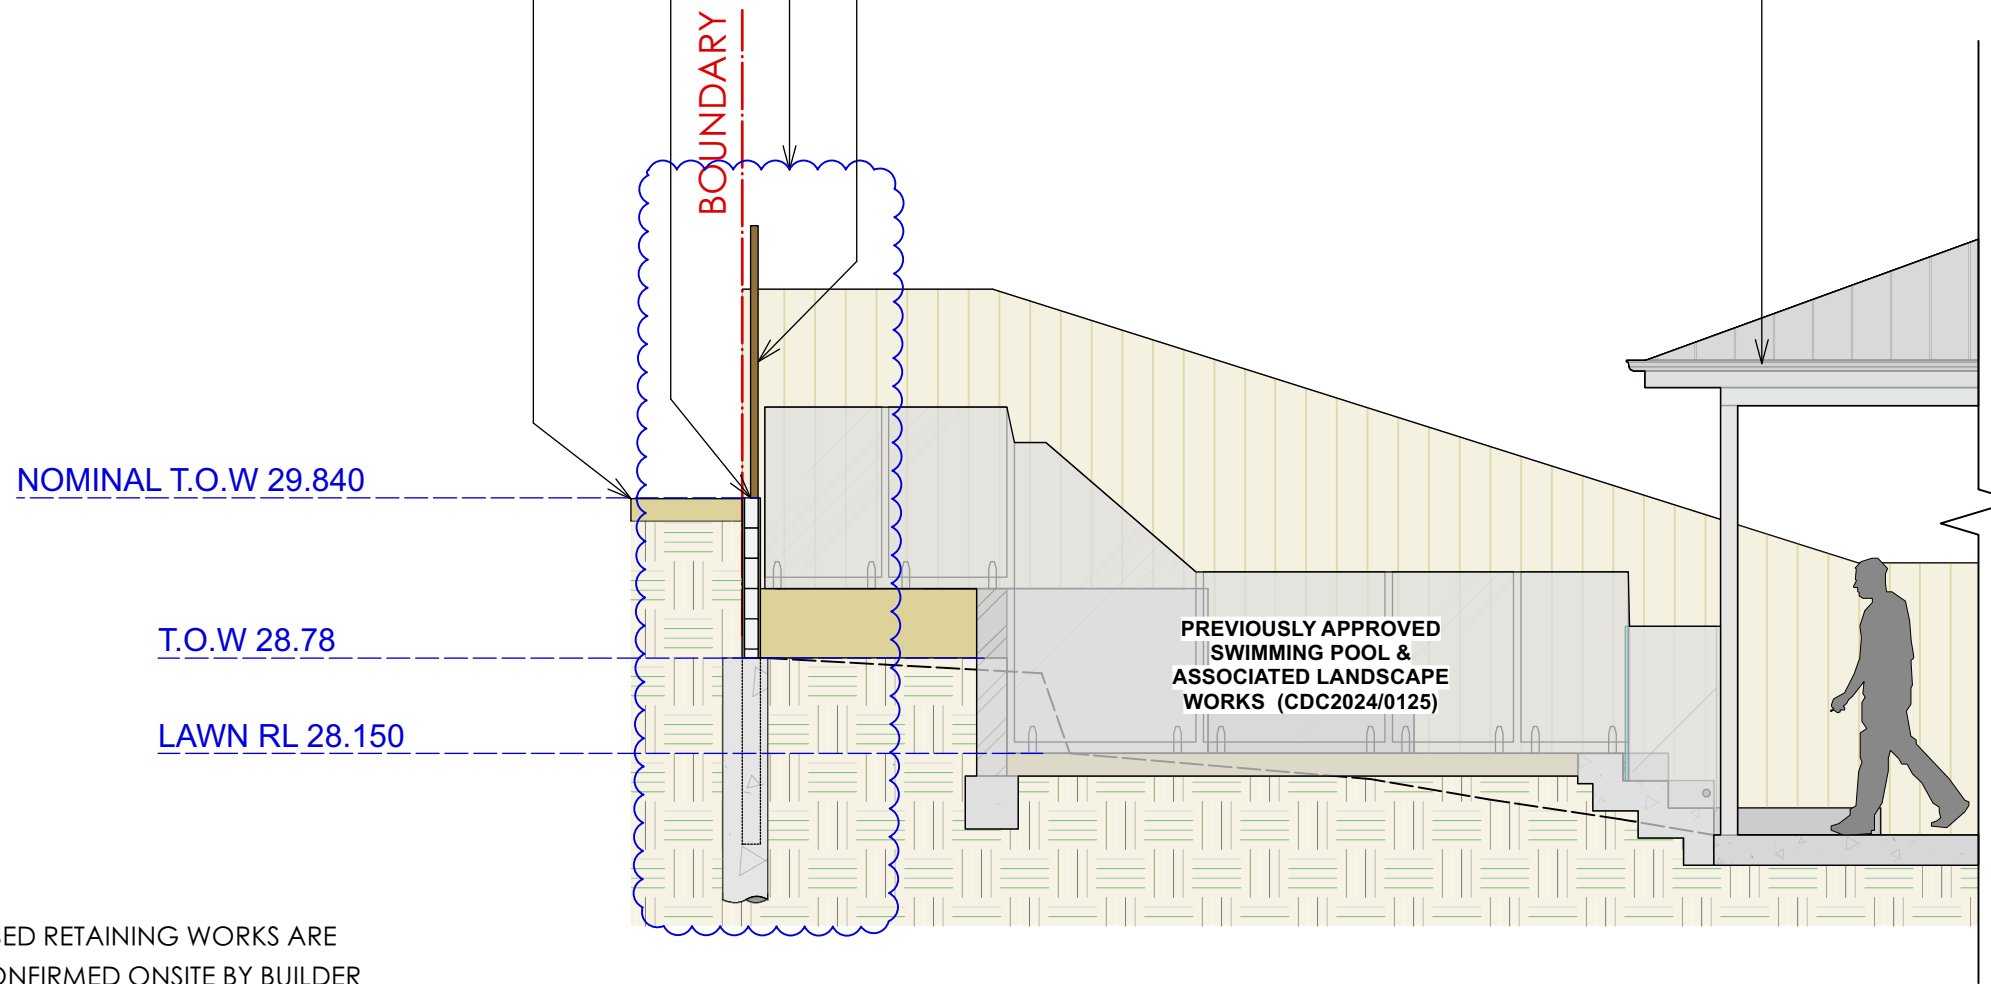 BOUNDARY
NOMINAL T.O.W 29.840
T.O.W 28.78
LAWN RL 28.150
PREVIOUSLY APPROVED
SWIMMING POOL &
ASSOCIATED LANDSCAPE
WORKS (CDC2024/0125)
RETAINING WORKS ARE
ONSITE BY BUILDER